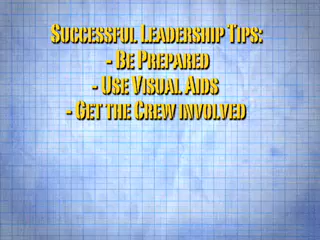 Successful Leadership Tips:
- Be Prepared
- Use Visual Aids
- Get the Crew involved